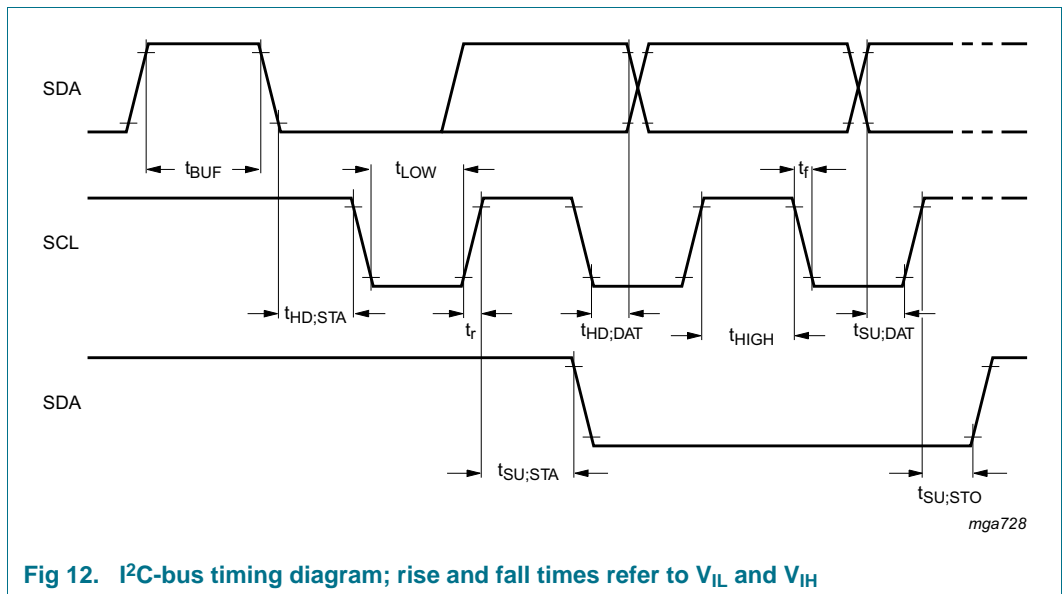 SDA
tBUF
tLOW
tf
SCL
tHD;STA
tr
tHD;DAT
tHIGH
tSU;DAT
SDA
tSU;STA
tSU;STO
mga728
Fig 12. I²C-bus timing diagram; rise and fall times refer to VIL and VIH